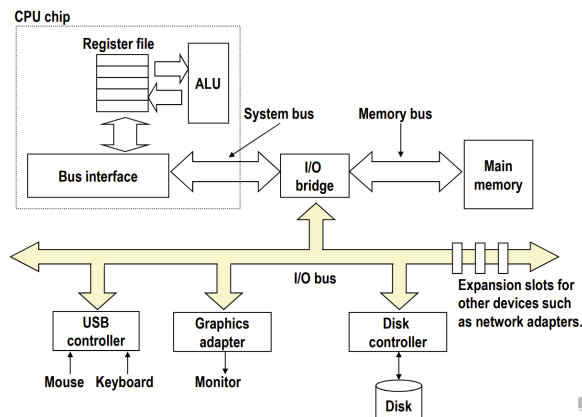 CPU chip
Register file
ALU
System bus
Memory bus
Bus interface
I/O
bridge
Main
memory
I/O bus
Expansion slots for
other devices such
as network adapters.
USB
controller
Graphics
adapter
Disk
controller
Mouse
Keyboard
Monitor
Disk